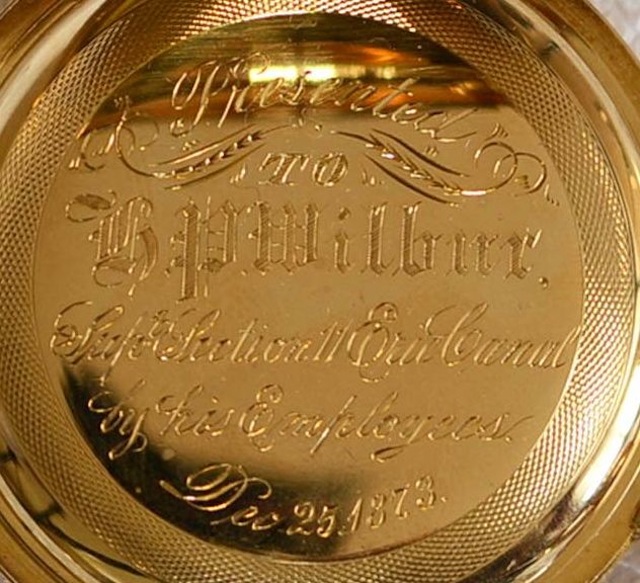 Presented
TO
H.P. Wilbur.
Supt. Section 11 Erie Canal
by his Employees.
Dec 25, 1873.